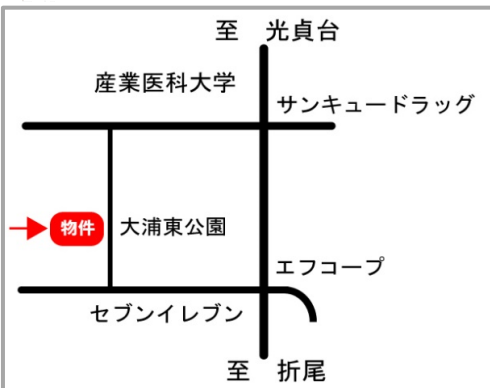 至 光貞台
産業医科大学
サンキュードラッグ
物件
大浦東公園
エフコープ
セブンイレブン
至 折尾